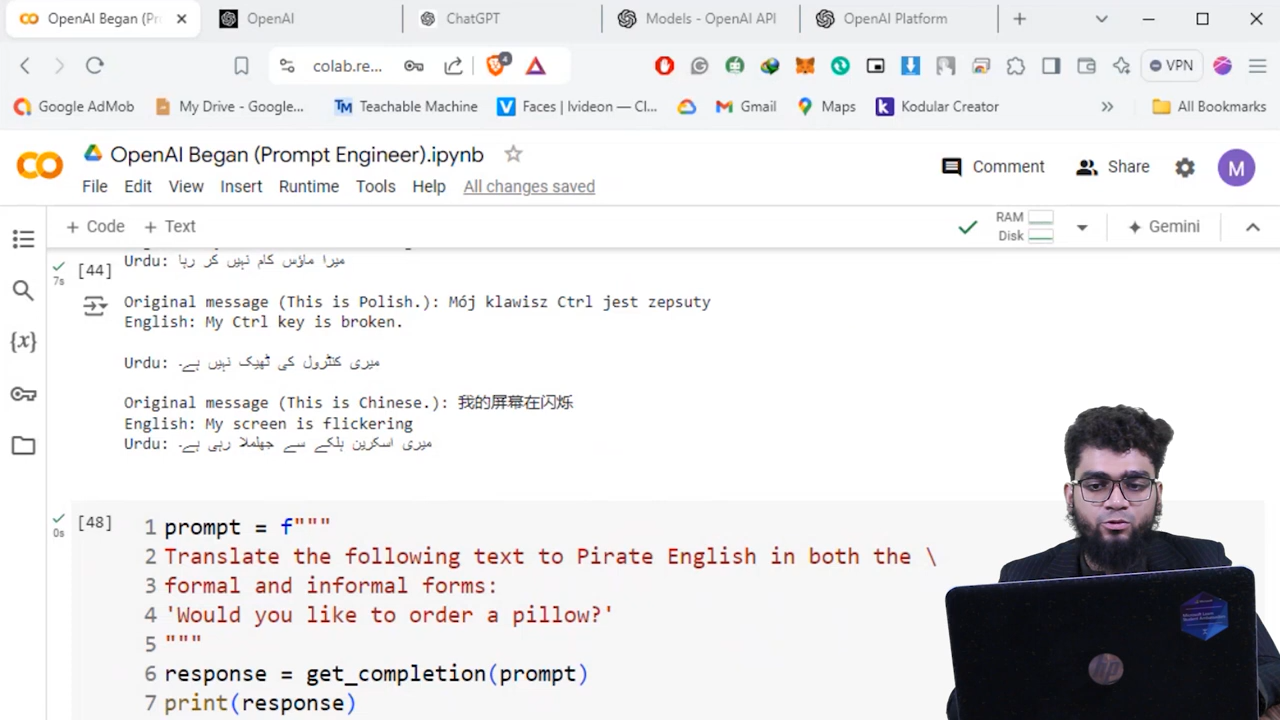 OpenAI Began (Pr
OpenAI
ChatGPT
Models - OpenAI API
OpenAI Platform
colab.re...
4
VPN
Google AdMob
My Drive - Google...
TM Teachable Machine
Faces | Ivideon — Cl...
Gmail
Maps
Kodular Creator
»
All Bookmarks
OpenAI Began (Prompt Engineer).ipynb
Comment
Share
M
File Edit View Insert Runtime Tools Help All changes saved
+ Code + Text
RAM
Disk
Gemini
Urdu: میرا ماؤس کام نہیں کر رہا
[44]
7s
Original message (This is Polish.): Mój klawisz Ctrl jest zepsuty
English: My Ctrl key is broken.
Urdu: میری کنٹرول کی ٹھیک نہیں ہے۔
Original message (This is Chinese.): 我的屏幕在闪烁
English: My screen is flickering
Urdu: میری اسکرین ہلکے سے جھلملا رہی ہے۔
[48]
0s
1 prompt = f"""
2 Translate the following text to Pirate English in both the \
3 formal and informal forms:
4 'Would you like to order a pillow?'
5 """
6 response = get_completion(prompt)
7 print(response)
{x}
hp